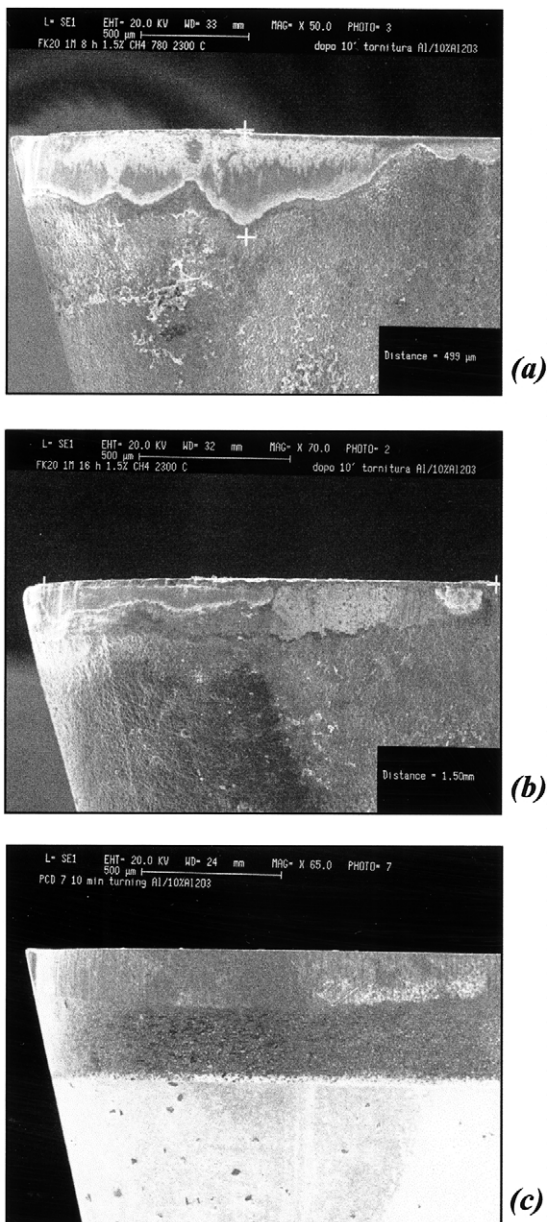 L= SE1 EHT= 20.0 KV WD= 33 mm MAG= X 50.0 PHOTO= 3
500 µm
FK20 1M 8 h 1.5% CH4 780 2300 C dopo 10' tornitura Al/10%Al2O3
Distance = 499 µm
(a)
L= SE1 EHT= 20.0 KV WD= 32 mm MAG= X 70.0 PHOTO= 2
500 µm
FK20 1M 16 h 1.5% CH4 2300 C dopo 10' tornitura Al/10%Al2O3
Distance = 1.50mm
(b)
L= SE1 EHT= 20.0 KV WD= 24 mm MAG= X 65.0 PHOTO= 7
500 µm
PCD 7 10 min turning Al/10%Al2O3
(c)